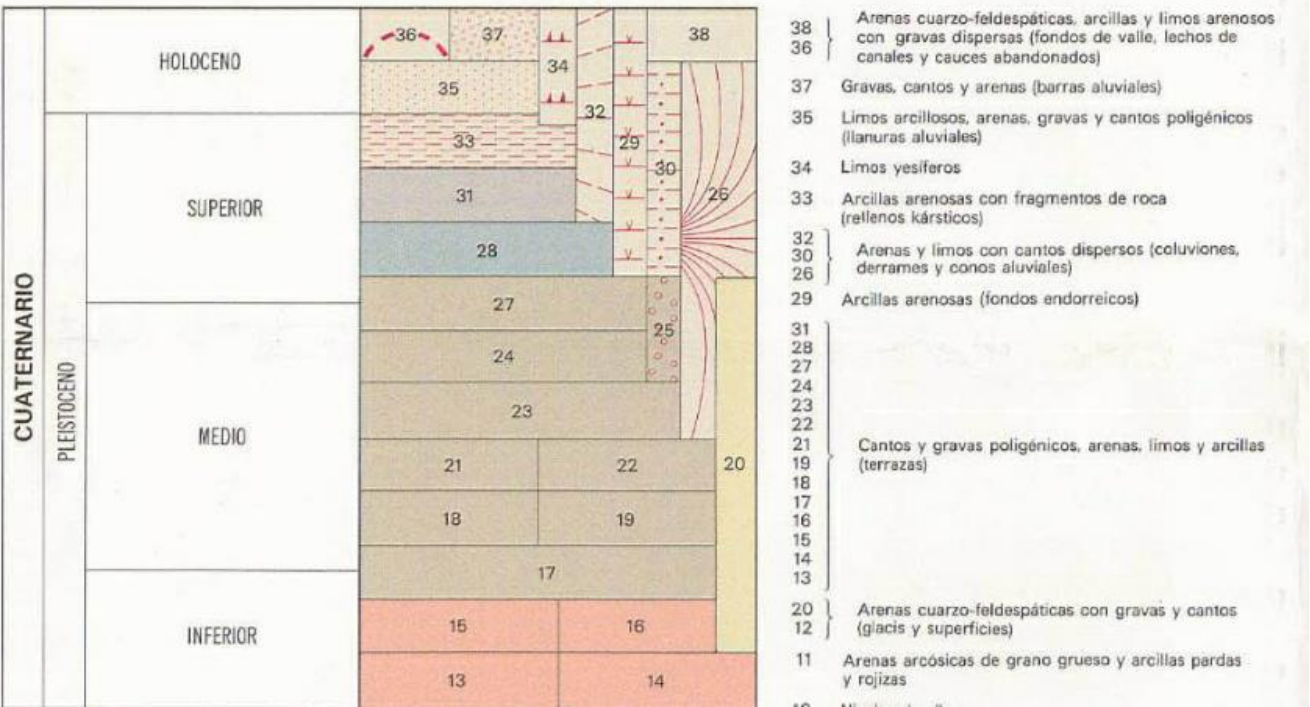 CUATERNARIO
PLEISTOCENO
HOLOCENO
SUPERIOR
MEDIO
INFERIOR
36
37
38
34
35
32
33
29
30
31
26
28
27
25
24
23
21
22
20
18
19
17
15
16
13
14
38
36
Arenas cuarzo-feldespáticas, arcillas y limos arenosos
con gravas dispersas (fondos de valle, lechos de
canales y cauces abandonados)
37 Gravas, cantos y arenas (barras aluviales)
35 Limos arcillosos, arenas, gravas y cantos poligénicos
(llanuras aluviales)
34 Limos yesíferos
33 Arcillas arenosas con fragmentos de roca
(rellenos kársticos)
32
30
26
Arenas y limos con cantos dispersos (coluviones,
derrames y conos aluviales)
29 Arcillas arenosas (fondos endorreicos)
31
28
27
24
23
22
21
19
18
17
16
15
14
13
Cantos y gravas poligénicos, arenas, limos y arcillas
(terrazas)
20
12
Arenas cuarzo-feldespáticas con gravas y cantos
(glacis y superficies)
11 Arenas arcósicas de grano grueso y arcillas pardas
y rojizas